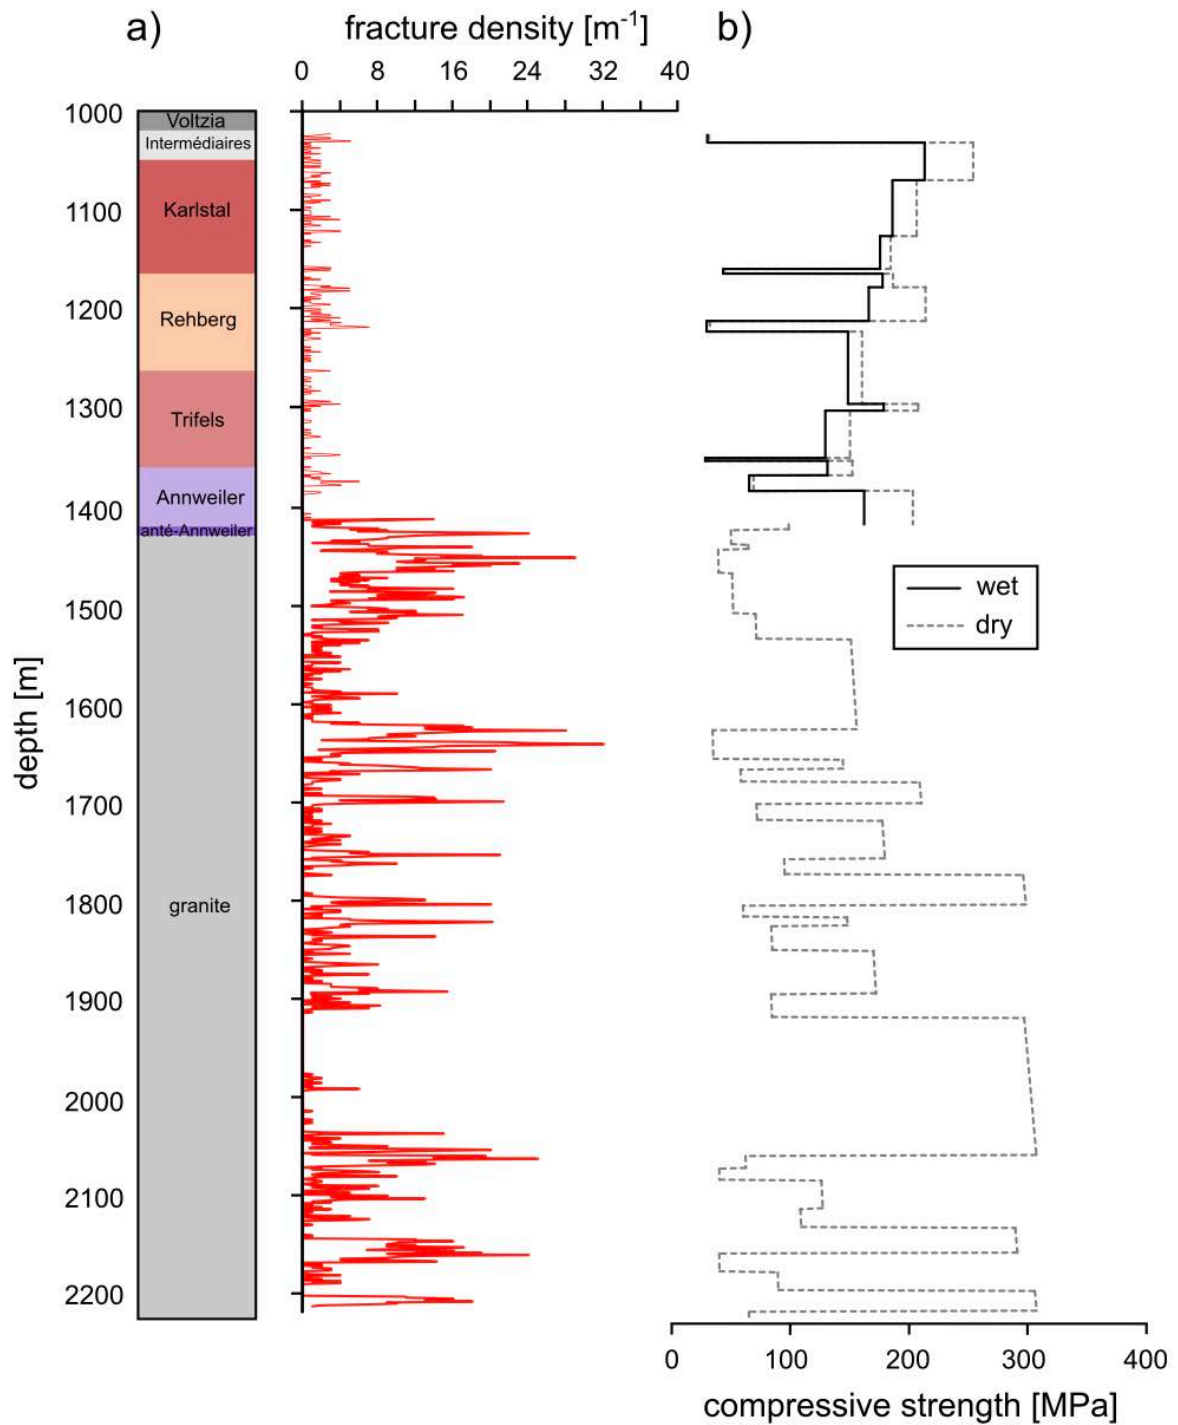 a)
fracture density [m-1]
b)
0 8 16 24 32 40
1000
Voltzia
Intermédiaires
Karlstal
1100
1200
Rehberg
1300
Trifels
Annweiler
1400
anté-Annweiler
1500
wet
dry
1600
depth [m]
1700
1800
granite
1900
2000
2100
2200
0 100 200 300 400
compressive strength [MPa]